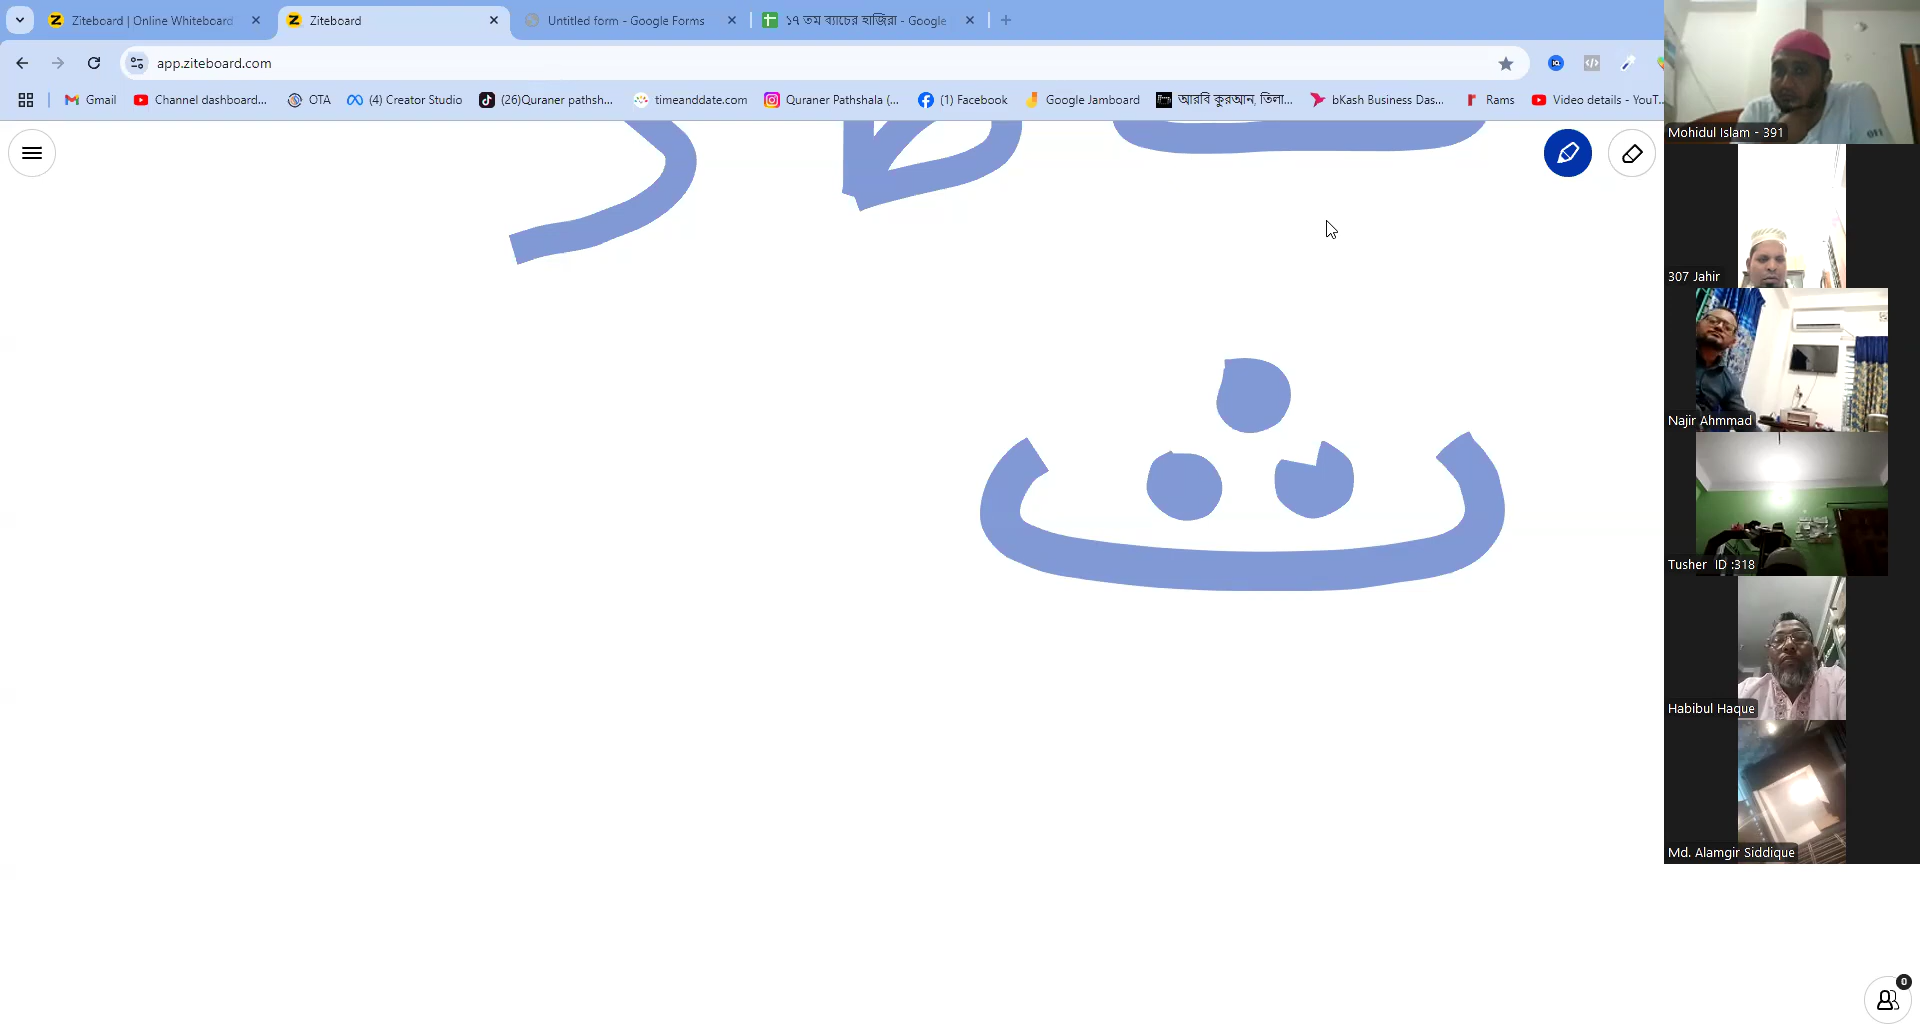 Ziteboard | Online Whiteboard
Ziteboard
Untitled form - Google Forms
১৭ তম ব্যাচের হাজিরা - Google
app.ziteboard.com
Gmail
Channel dashboard...
OTA
(4) Creator Studio
(26)Quraner pathsh...
timeanddate.com
Quraner Pathshala (...
(1) Facebook
Google Jamboard
আরবি কুরআন, তিলা...
bKash Business Das...
Rams
Video details - YouT...
ث
Mohidul Islam - 391
307 Jahir
Najir Ahmmad
Tusher ID :318
Habibul Haque
Md. Alamgir Siddique
0